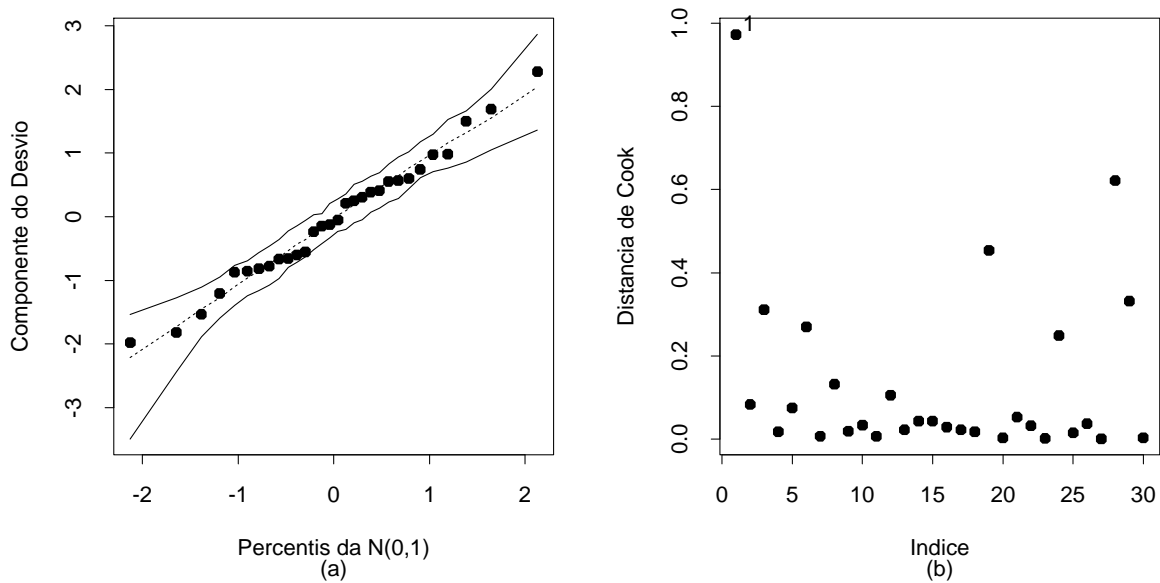 Componente do Desvio
3
2
1
0
-1
-2
-3
-2 -1 0 1 2
Percentis da N(0,1)
(a)
Distancia de Cook
1.0
0.8
0.6
0.4
0.2
0.0
1
0 5 10 15 20 25 30
Indice
(b)